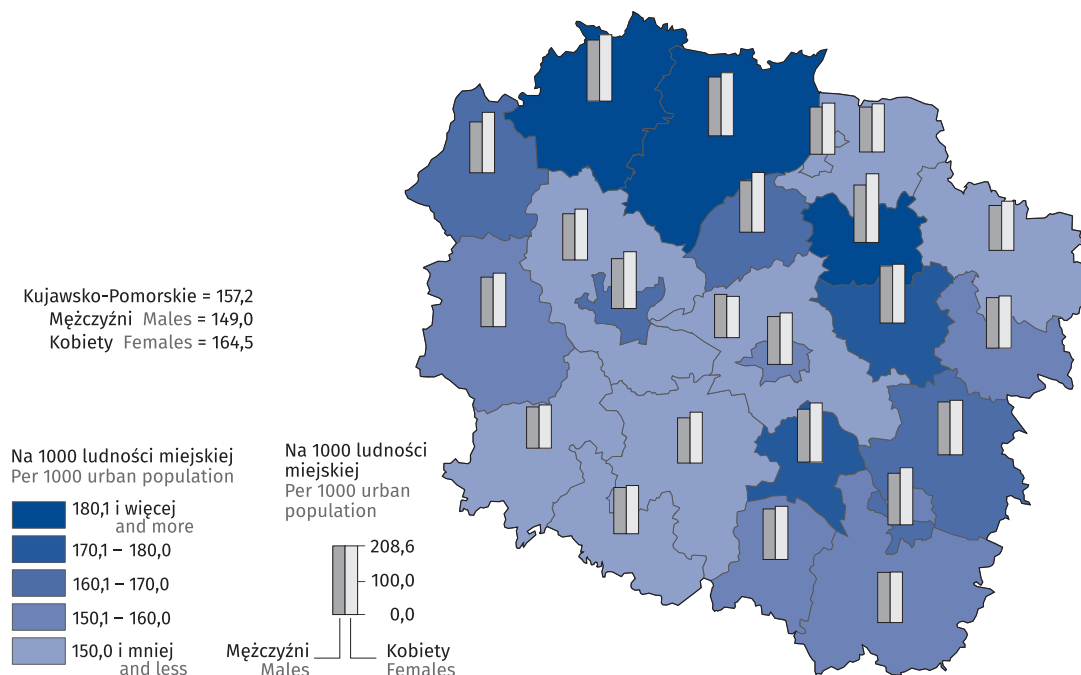 Kujawsko-Pomorskie = 157,2
Mężczyźni Males = 149,0
Kobiety Females = 164,5
Na 1000 ludności miejskiej
Per 1000 urban population
180,1 i więcej
and more
170,1 – 180,0
160,1 – 170,0
150,1 – 160,0
150,0 i mniej
and less
Na 1000 ludności
miejskiej
Per 1000 urban
population
208,6
100,0
0,0
Mężczyźni
Males
Kobiety
Females